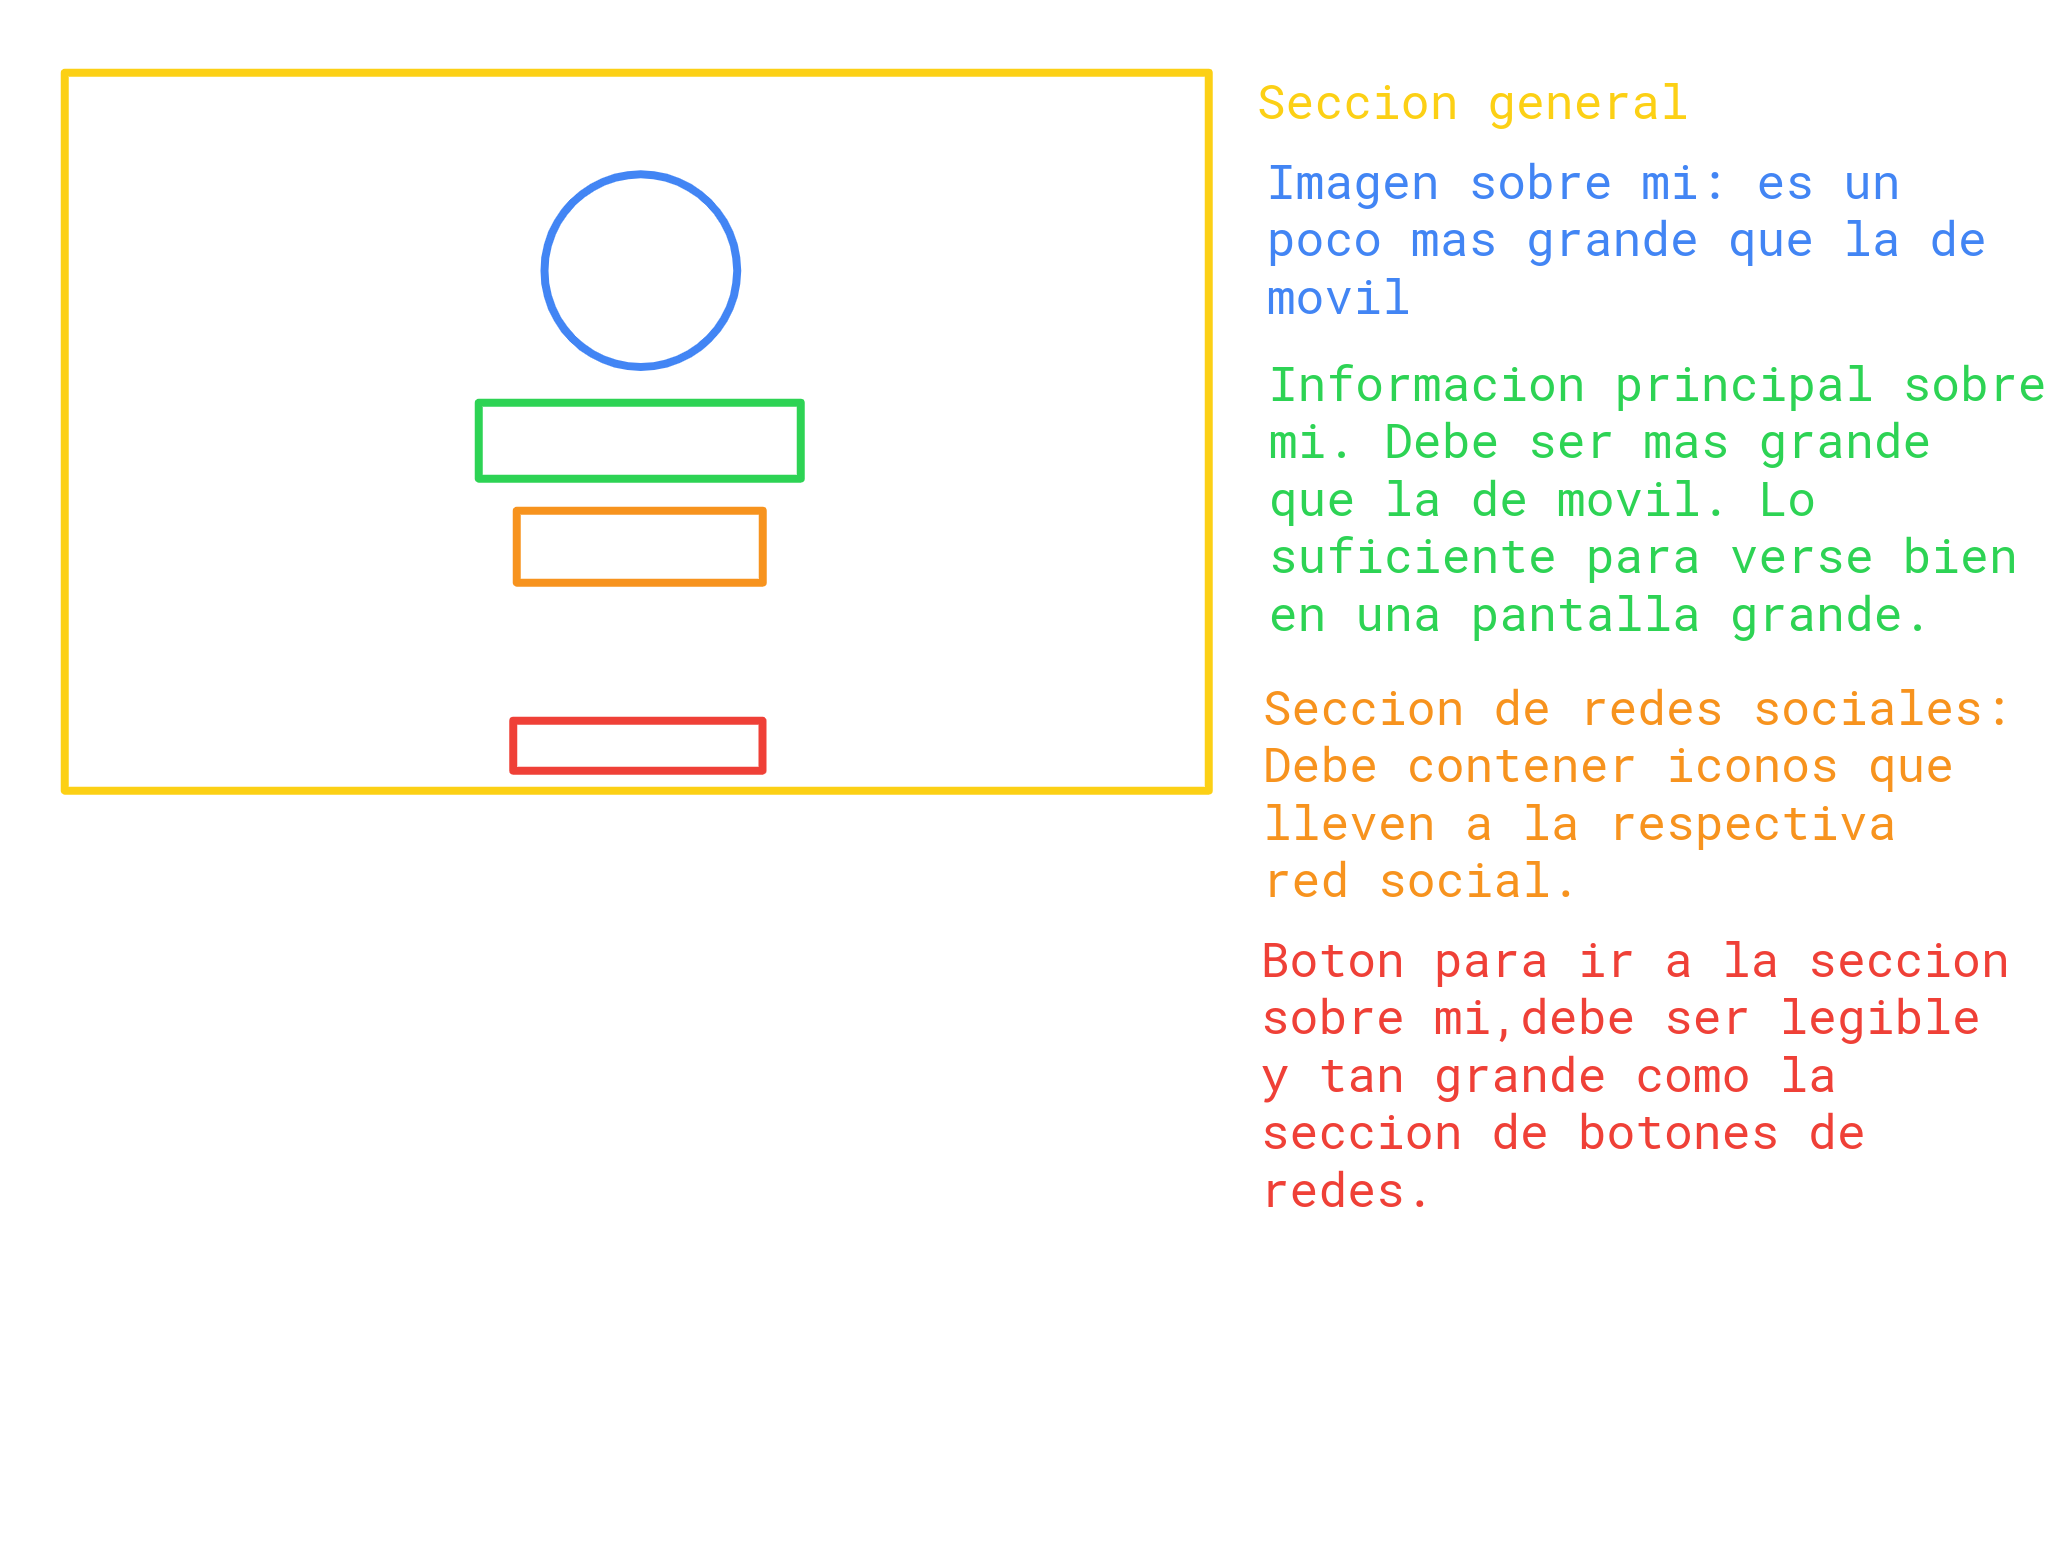 Seccion general
Imagen sobre mi: es un
poco mas grande que la de
movil
Informacion principal sobre
mi. Debe ser mas grande
que la de movil. Lo
suficiente para verse bien
en una pantalla grande.
Seccion de redes sociales:
Debe contener iconos que
lleven a la respectiva
red social.
Boton para ir a la seccion
sobre mi,debe ser legible
y tan grande como la
seccion de botones de
redes.